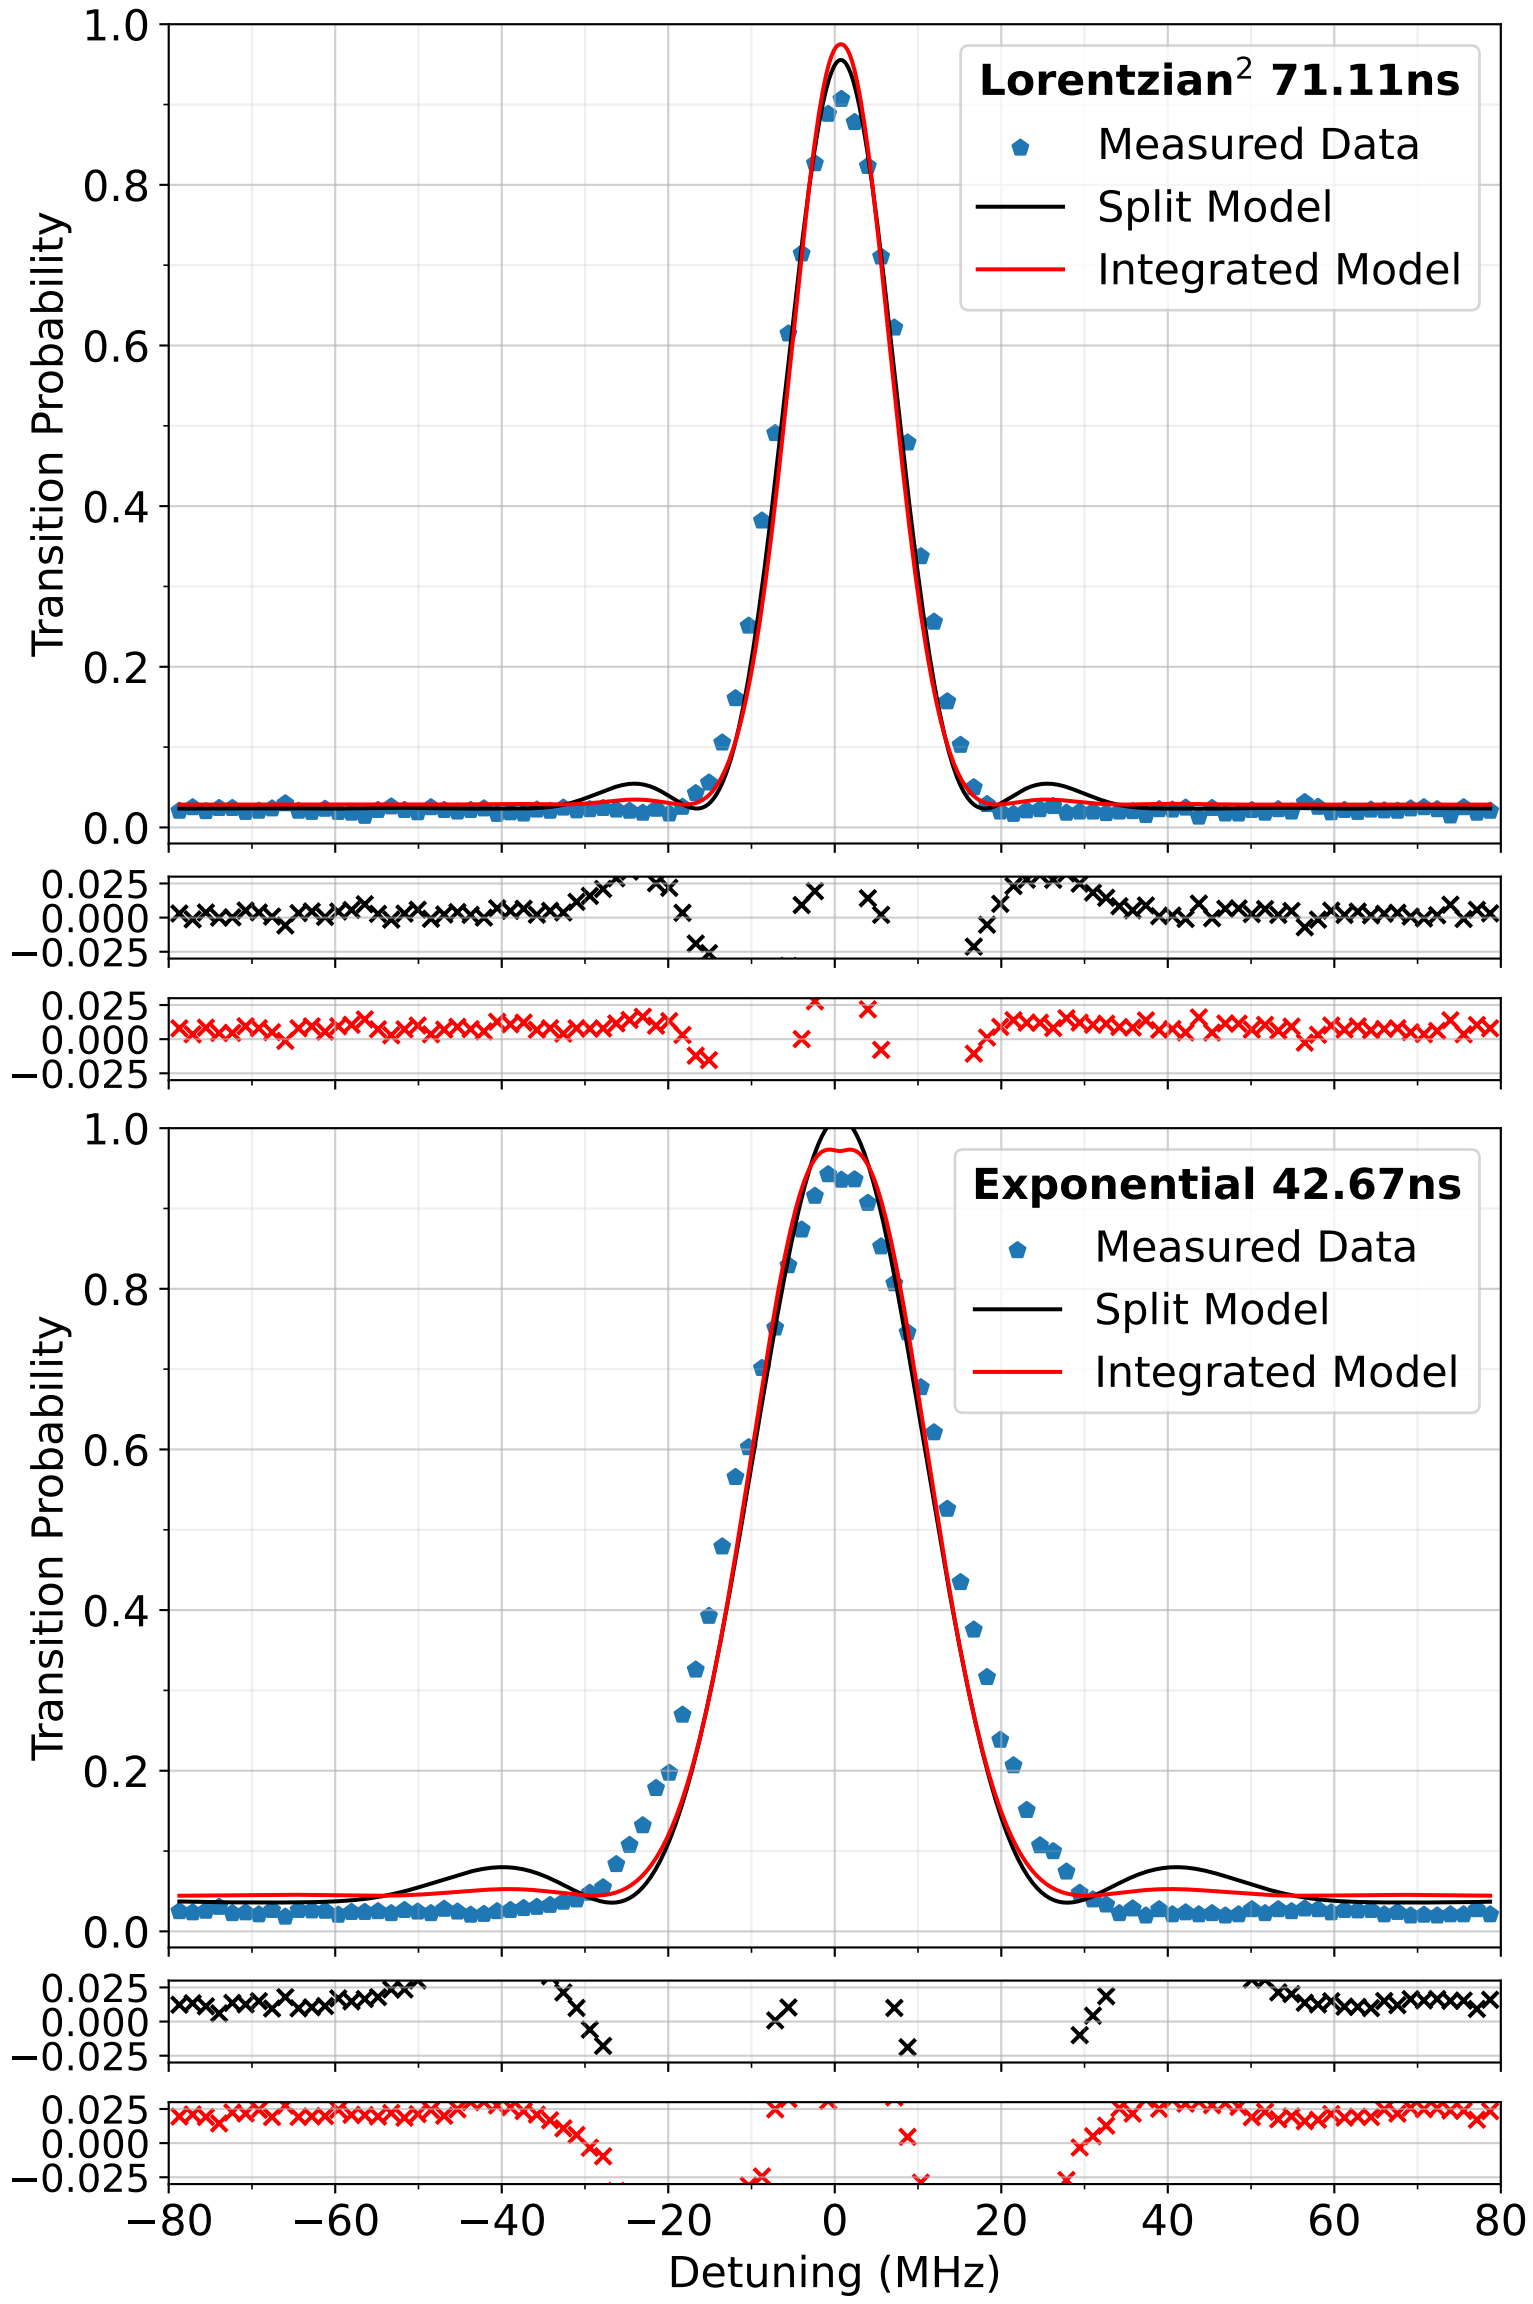 1.0
0.8
0.6
0.4
0.2
0.0
Transition Probability
Lorentzian² 71.11ns
Measured Data
Split Model
Integrated Model
0.025
0.000
−0.025
0.025
0.000
−0.025
1.0
0.8
0.6
0.4
0.2
0.0
Transition Probability
Exponential 42.67ns
Measured Data
Split Model
Integrated Model
0.025
0.000
−0.025
0.025
0.000
−0.025
−80 −60 −40 −20 0 20 40 60 80
Detuning (MHz)